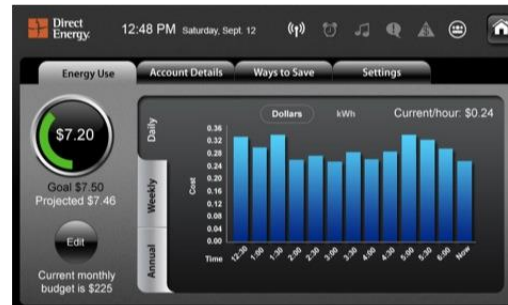 Direct
Energy.
12:48 PM Saturday, Sept. 12
Energy Use
Account Details
Ways to Save
Settings
$7.20
Goal $7.50
Projected $7.46
Edit
Current monthly
budget is $225
Daily
Weekly
Annual
Dollars
kWh
Current/hour: $0.24
Cost
0.36
0.32
0.28
0.24
0.20
0.16
0.12
0.08
0.04
0.00
Time 12:30 1:00 1:30 2:00 2:30 3:00 3:30 4:00 4:30 5:00 5:30 6:00 Now